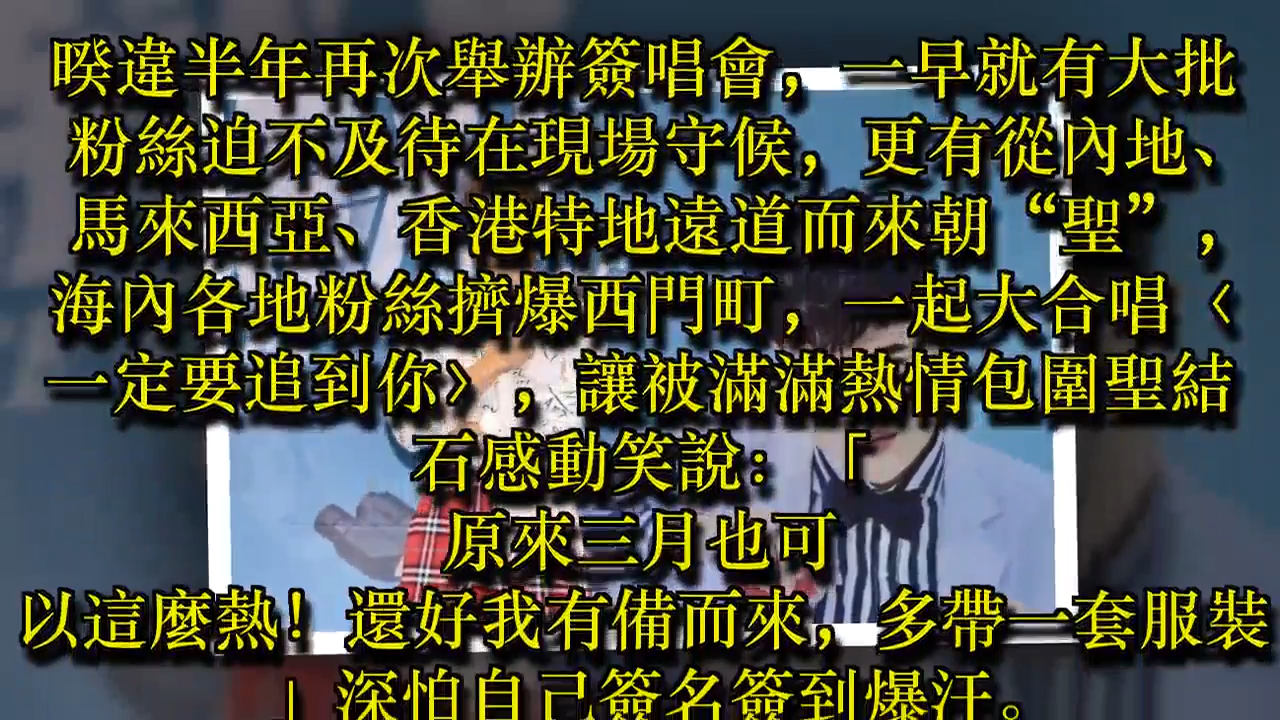 暌違半年再次舉辦簽唱會，一早就有大批
粉絲迫不及待在現場守候，更有從內地、
馬來西亞、香港特地遠道而來朝“聖”，
海內各地粉絲擠爆西門町，一起大合唱〈
一定要追到你〉，讓被滿滿熱情包圍聖結
石感動笑說：「
原來三月也可
以這麼熱！還好我有備而來，多帶一套服裝
」深怕自己簽名簽到爆汗。